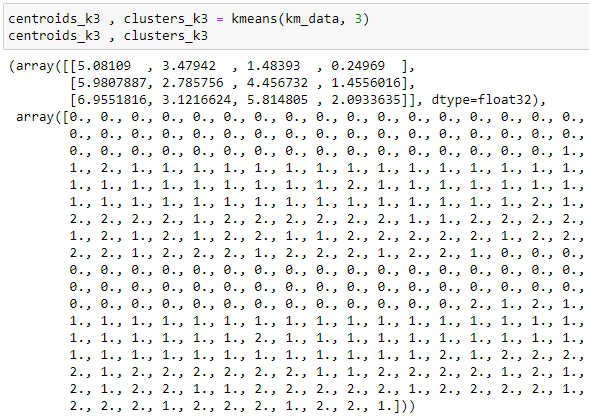 centroids_k3 , clusters_k3 = kmeans(km_data, 3)
centroids_k3 , clusters_k3
(array([[5.08109  , 3.47942  , 1.48393  , 0.24969  ],
[5.9807887, 2.785756 , 4.456732 , 1.4556016],
[6.9551816, 3.1216624, 5.814805 , 2.0933635]], dtype=float32),
array([0., 0., 0., 0., 0., 0., 0., 0., 0., 0., 0., 0., 0., 0., 0., 0., 0.,
0., 0., 0., 0., 0., 0., 0., 0., 0., 0., 0., 0., 0., 0., 0., 0., 0.,
0., 0., 0., 0., 0., 0., 0., 0., 0., 0., 0., 0., 0., 0., 0., 0., 1.,
1., 2., 1., 1., 1., 1., 1., 1., 1., 1., 1., 1., 1., 1., 1., 1., 1.,
1., 1., 1., 1., 1., 1., 1., 1., 1., 2., 1., 1., 1., 1., 1., 1., 1.,
1., 1., 1., 1., 1., 1., 1., 1., 1., 1., 1., 1., 1., 1., 1., 2., 1.,
2., 2., 2., 2., 1., 2., 2., 2., 2., 2., 2., 1., 1., 2., 2., 2., 2.,
1., 2., 1., 2., 1., 2., 2., 1., 1., 2., 2., 2., 2., 2., 1., 2., 2.,
2., 2., 1., 2., 2., 2., 1., 2., 2., 2., 1., 2., 2., 1., 0., 0., 0.,
0., 0., 0., 0., 0., 0., 0., 0., 0., 0., 0., 0., 0., 0., 0., 0., 0.,
0., 0., 0., 0., 0., 0., 0., 0., 0., 0., 0., 0., 0., 0., 0., 0., 0.,
0., 0., 0., 0., 0., 0., 0., 0., 0., 0., 0., 0., 0., 2., 1., 2., 1.,
1., 1., 1., 1., 1., 1., 1., 1., 1., 1., 1., 1., 1., 1., 1., 1., 1.,
1., 1., 1., 1., 1., 1., 2., 1., 1., 1., 1., 1., 1., 1., 1., 1., 1.,
1., 1., 1., 1., 1., 1., 1., 1., 1., 1., 1., 1., 2., 1., 2., 2., 2.,
2., 1., 2., 2., 2., 2., 2., 2., 1., 1., 2., 2., 2., 2., 1., 2., 1.,
2., 1., 2., 2., 1., 1., 2., 2., 2., 2., 2., 1., 2., 2., 2., 2., 1.,
2., 2., 2., 1., 2., 2., 2., 1., 2., 2., 1.]))